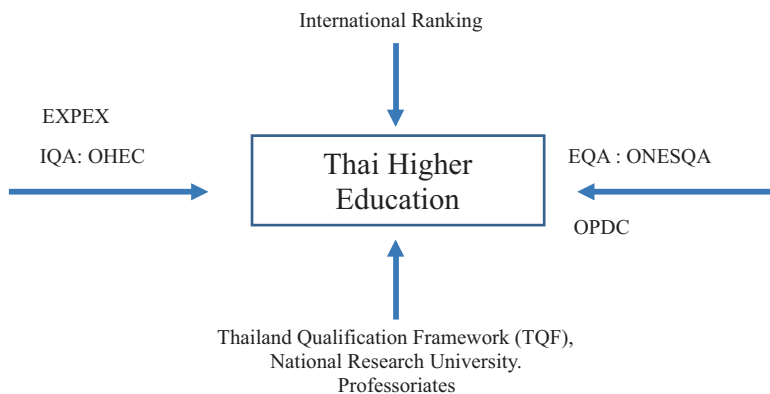 International Ranking
EXPEX
IQA: OHEC
Thai Higher
Education
EQA : ONESQA
OPDC
Thailand Qualification Framework (TQF),
National Research University.
Professoriates